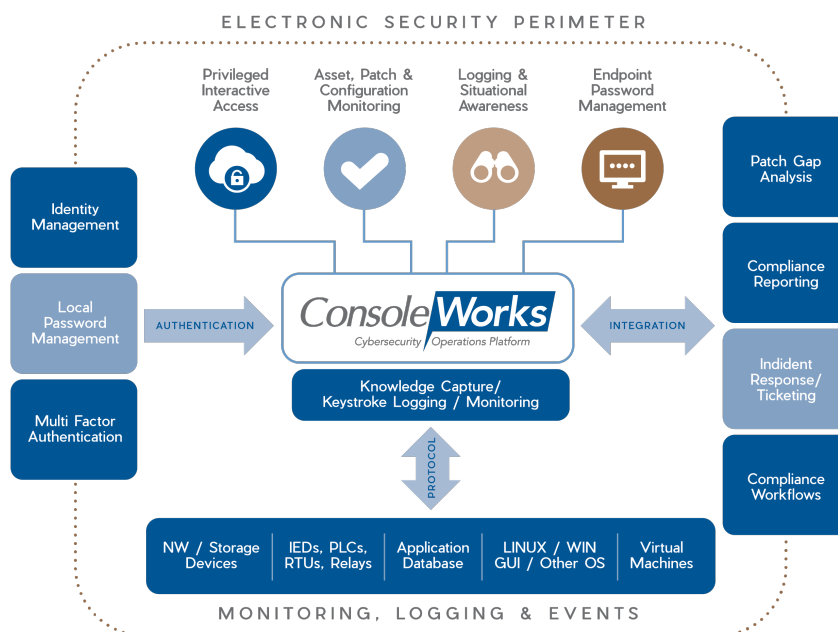 ELECTRONIC SECURITY PERIMETER
Privileged
Interactive
Access
Asset, Patch &
Configuration
Monitoring
Logging &
Situational
Awareness
Endpoint
Password
Management
Identity
Management
Local
Password
Management
Multi Factor
Authentication
AUTHENTICATION
ConsoleWorks
Cybersecurity Operations Platform
Knowledge Capture/
Keystroke Logging / Monitoring
INTEGRATION
Patch Gap
Analysis
Compliance
Reporting
Indident
Response/
Ticketing
Compliance
Workflows
PROTOCOL
NW / Storage
Devices
IEDs, PLCs,
RTUs, Relays
Application
Database
LINUX / WIN
GUI / Other OS
Virtual
Machines
MONITORING, LOGGING & EVENTS